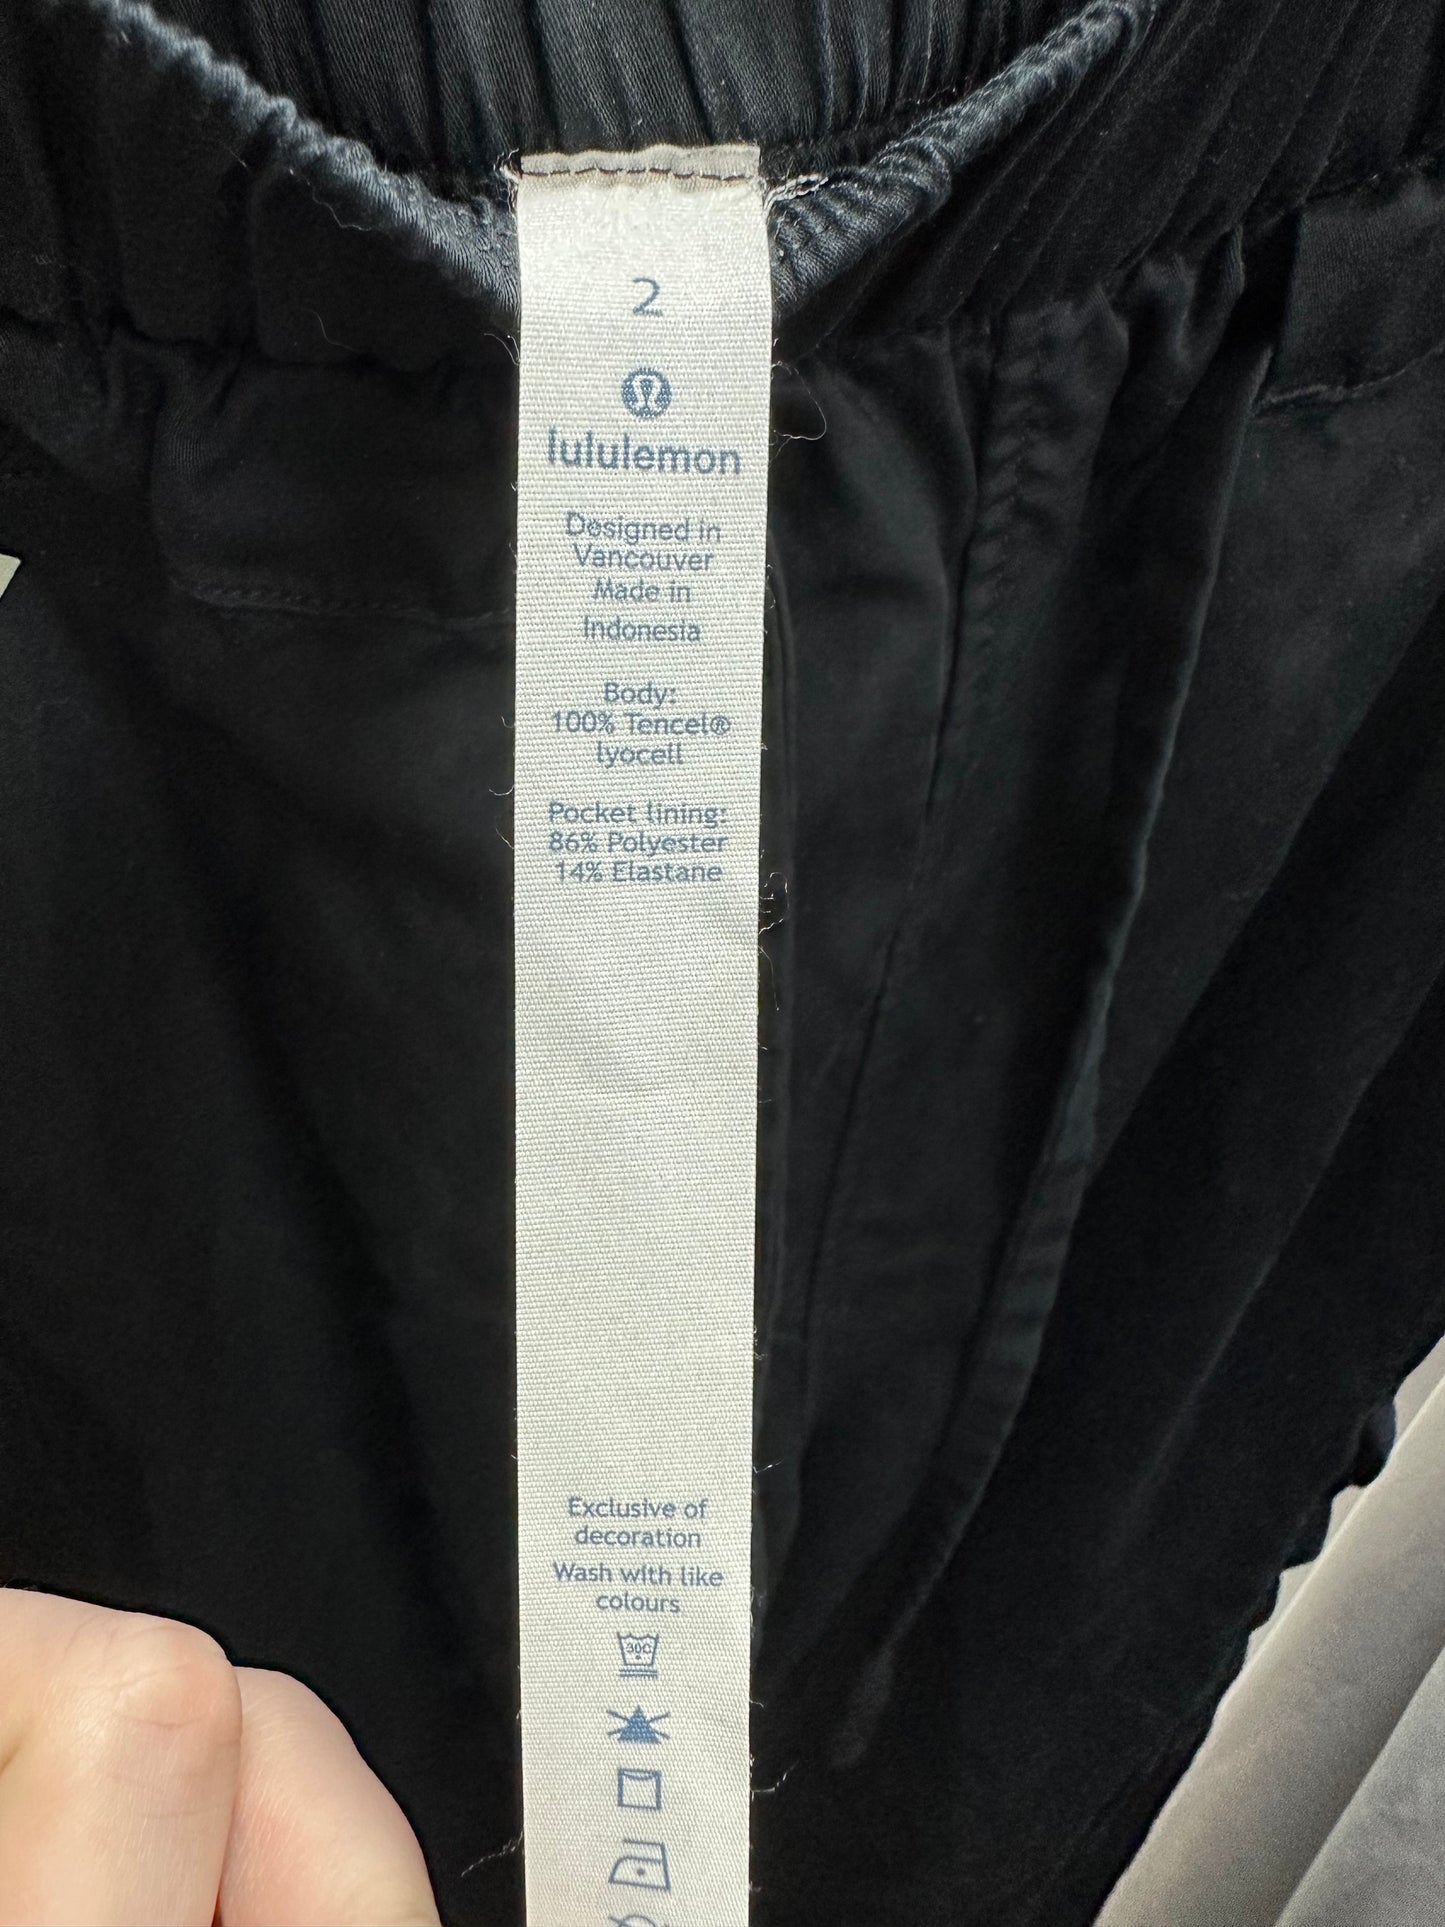 2
lululemon
Designed in
Vancouver
Made in
Indonesia
Body:
100% Tencel®
lyocell
Pocket lining:
86% Polyester
14% Elastane
Exclusive of
decoration
Wash with like
colours
30C